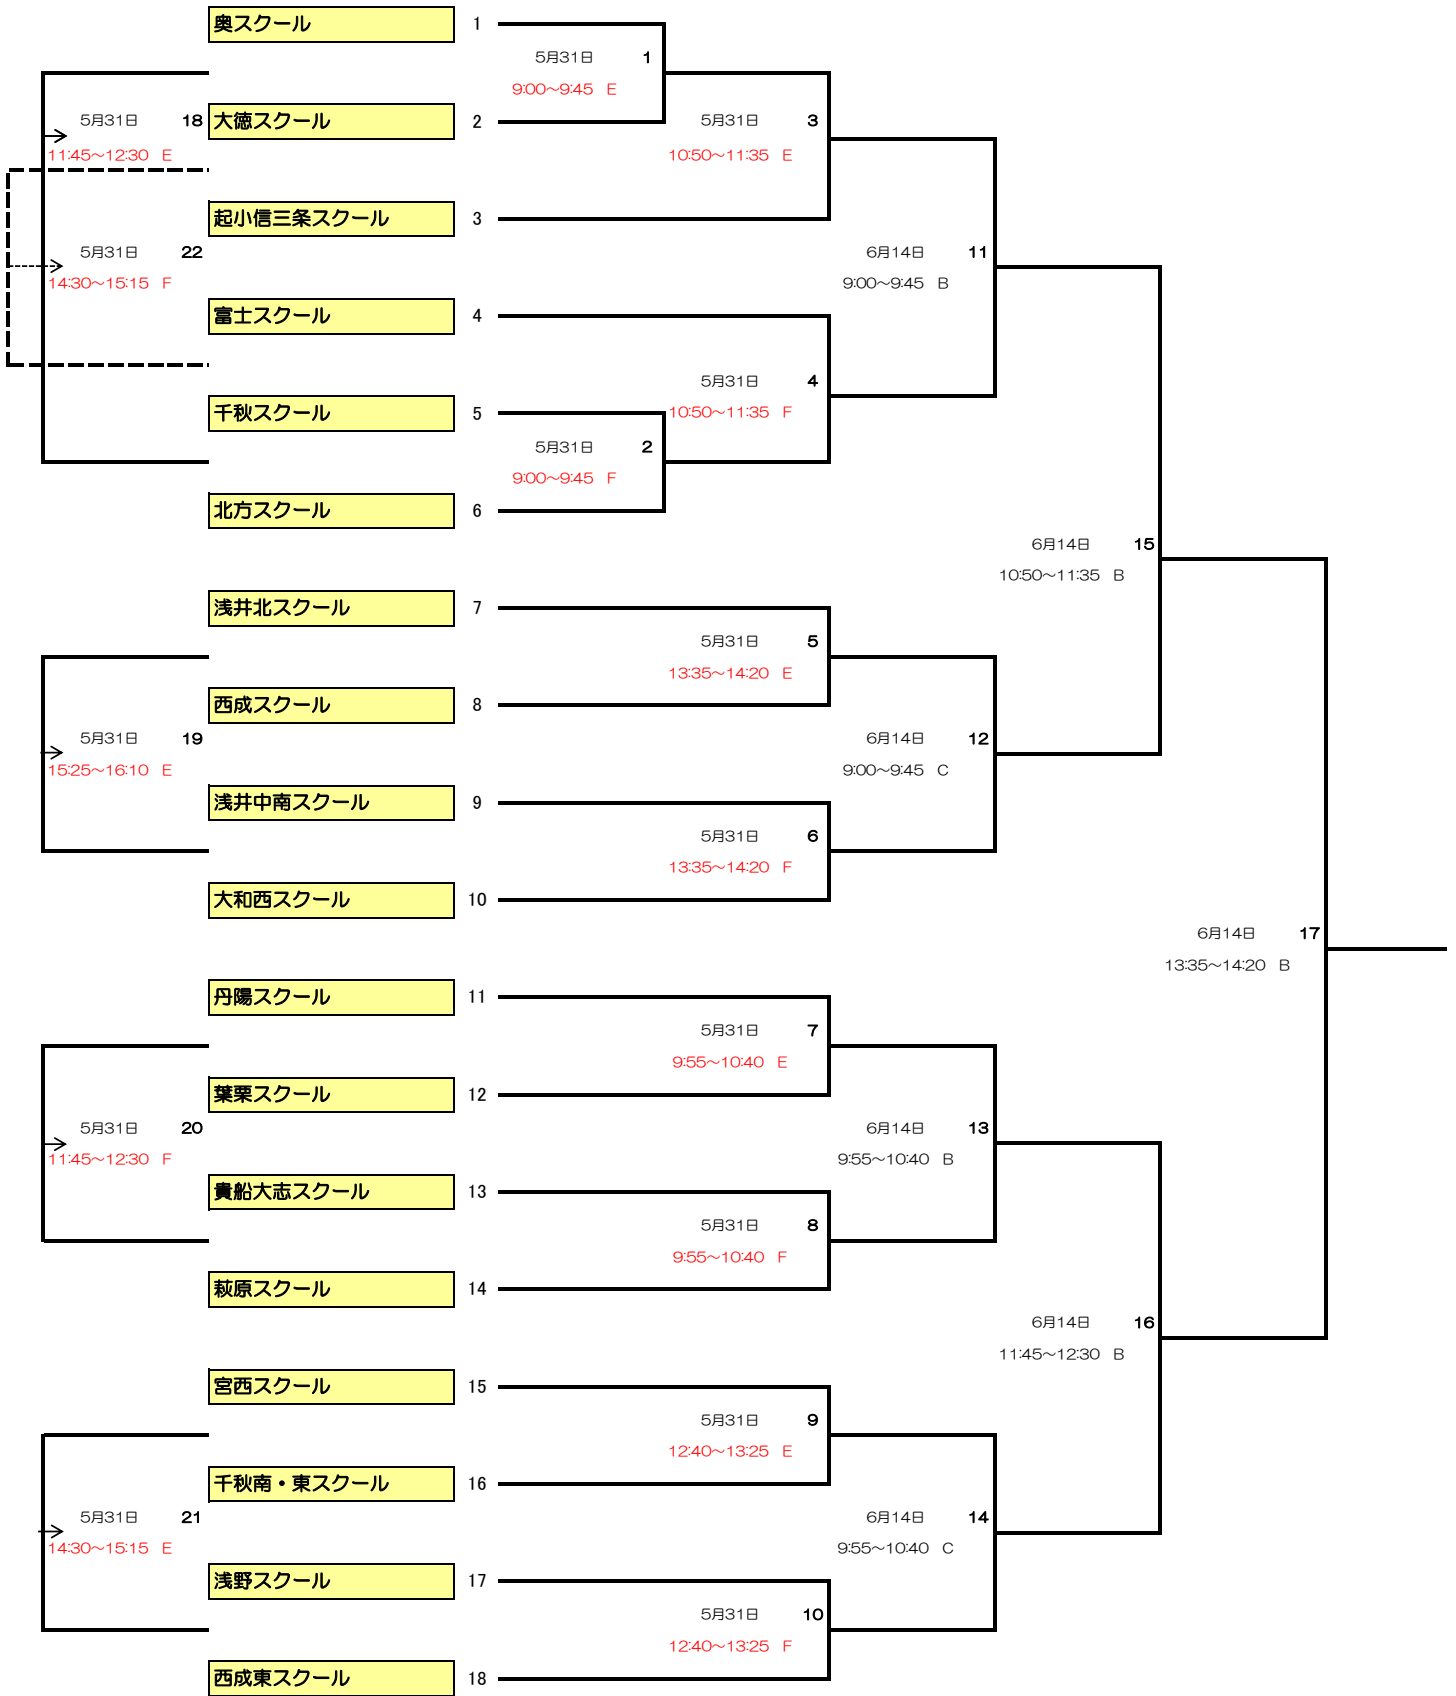 奥スクール 1
5月31日 1
9:00～9:45 E
5月31日 18 大徳スクール 2 5月31日 3
11:45～12:30 E 10:50～11:35 E
起小信三条スクール 3
5月31日 22 6月14日 11
14:30～15:15 F 9:00～9:45 B
富士スクール 4
5月31日 4
千秋スクール 5 10:50～11:35 F
5月31日 2
9:00～9:45 F
北方スクール 6
6月14日 15
10:50～11:35 B
浅井北スクール 7
5月31日 5
13:35～14:20 E
西成スクール 8
5月31日 19 6月14日 12
15:25～16:10 E 9:00～9:45 C
浅井中南スクール 9
5月31日 6
13:35～14:20 F
大和西スクール 10
6月14日 17
13:35～14:20 B
丹陽スクール 11
5月31日 7
9:55～10:40 E
葉栗スクール 12
5月31日 20 6月14日 13
11:45～12:30 F 9:55～10:40 B
貴船大志スクール 13
5月31日 8
9:55～10:40 F
萩原スクール 14
6月14日 16
11:45～12:30 B
宮西スクール 15
5月31日 9
12:40～13:25 E
千秋南・東スクール 16
5月31日 21 6月14日 14
14:30～15:15 E 9:55～10:40 C
浅野スクール 17
5月31日 10
12:40～13:25 F
西成東スクール 18